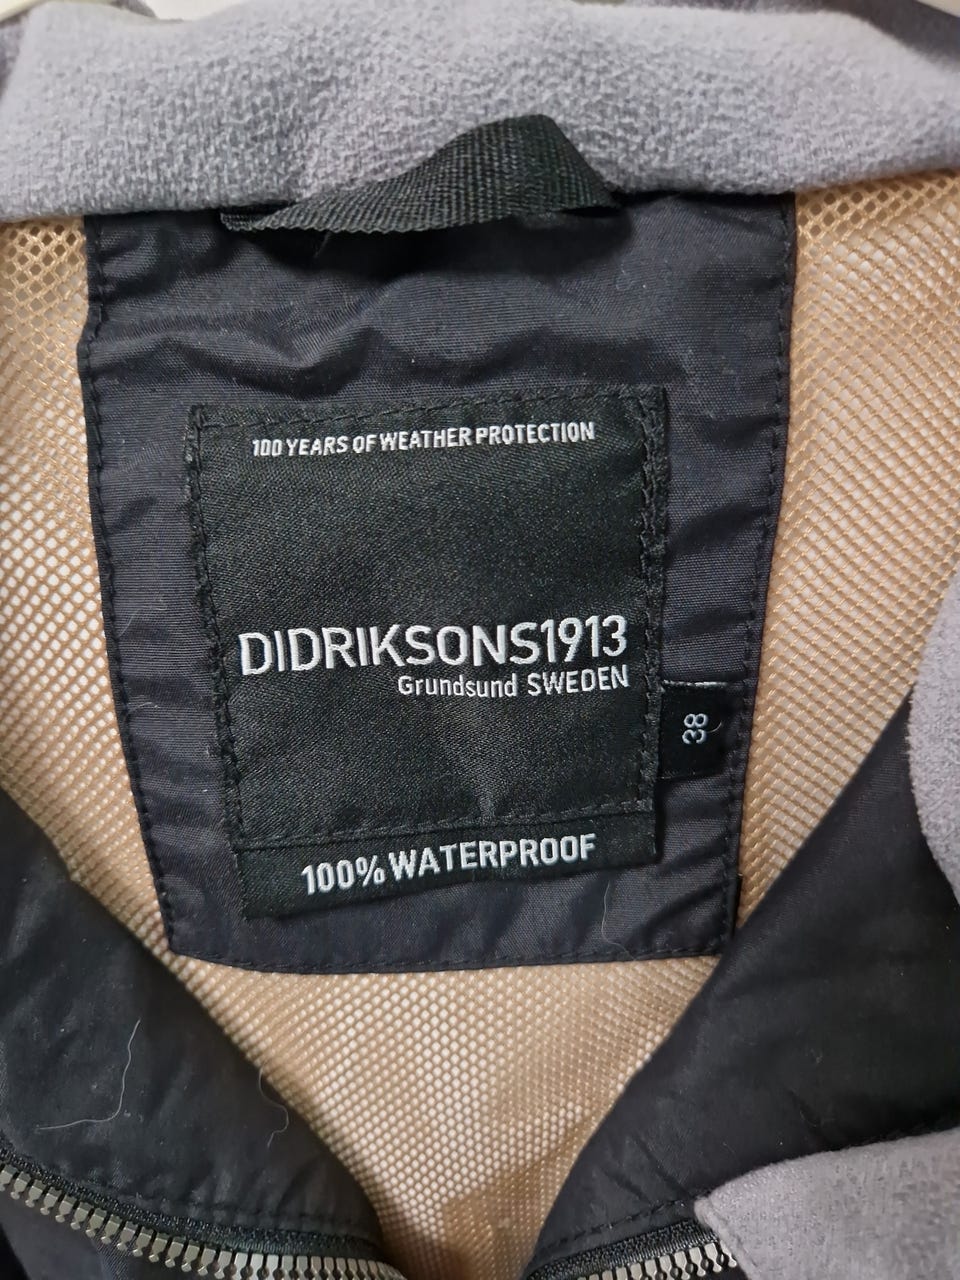 100 YEARS OF WEATHER PROTECTION
DIDRIKSONS1913
Grundsund SWEDEN
38
100% WATERPROOF